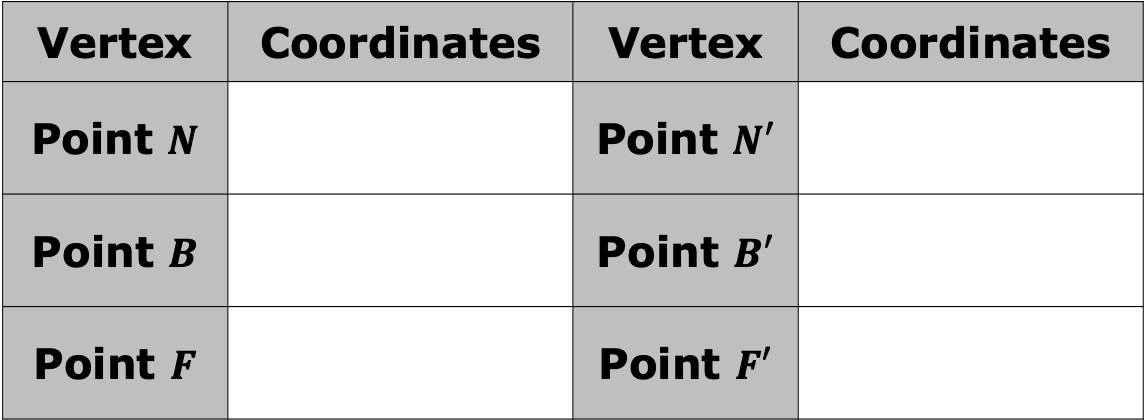 Vertex Coordinates Vertex Coordinates
Point N Point N′
Point B Point B′
Point F Point F′